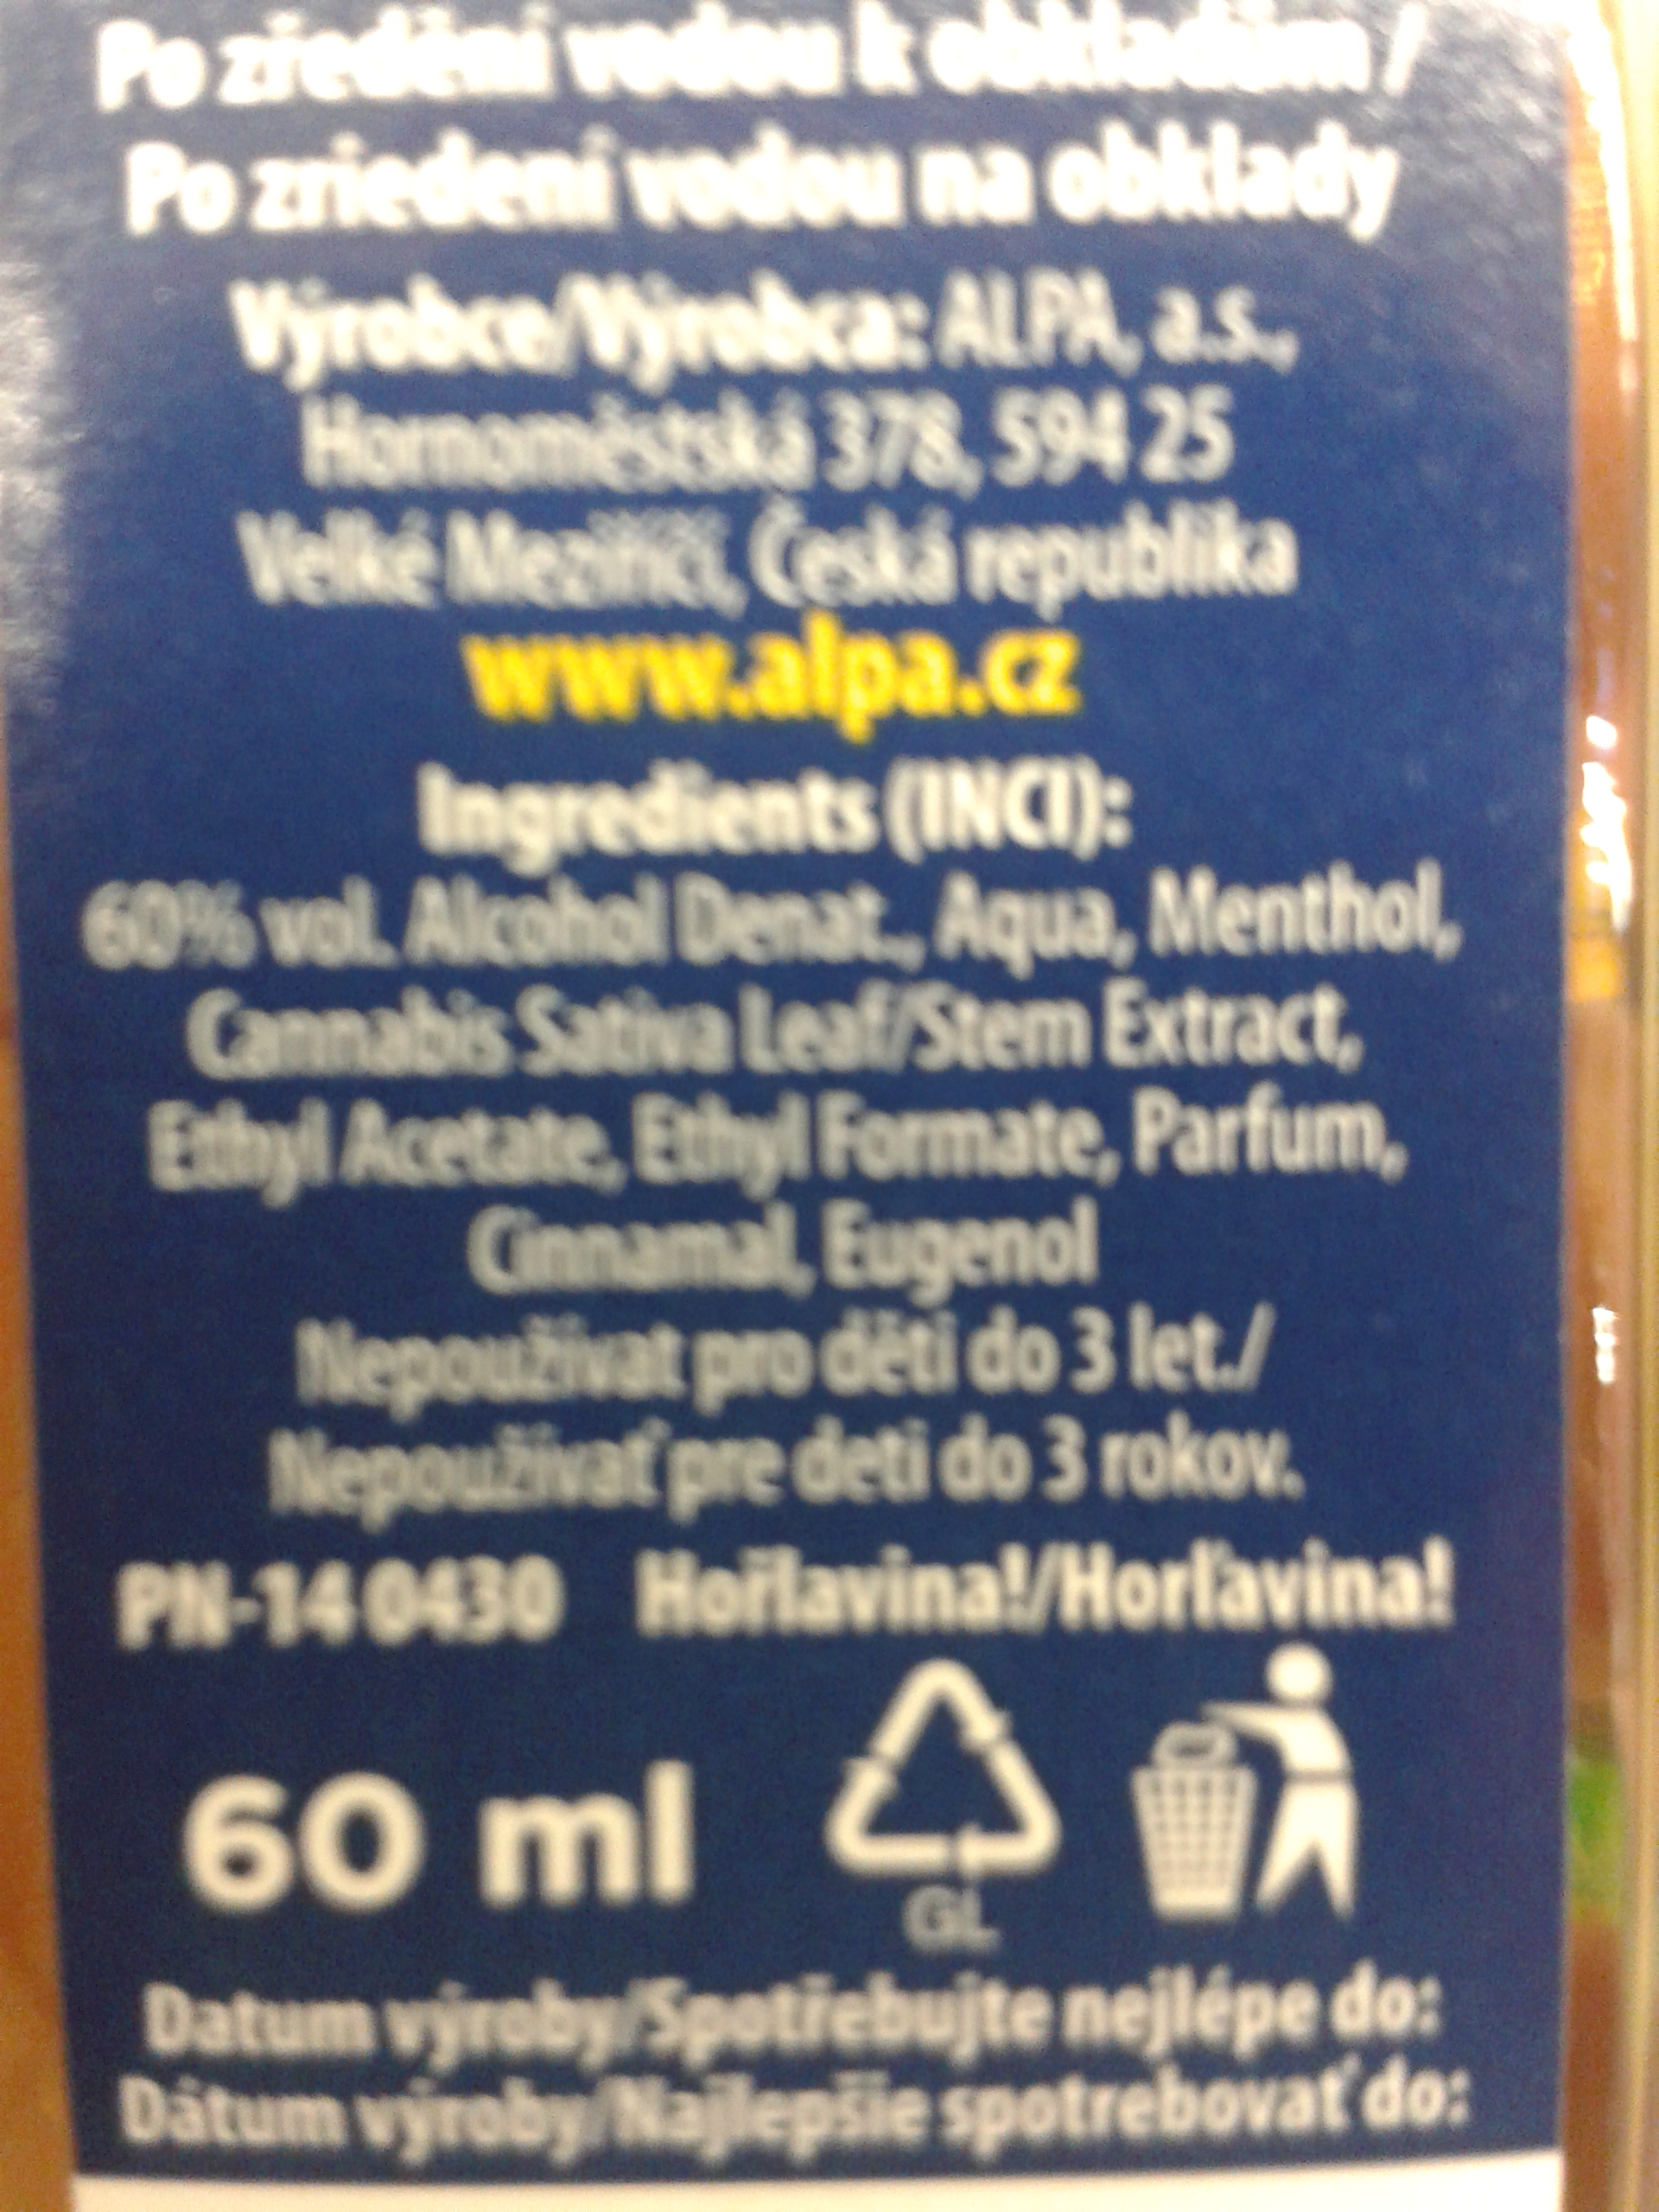 Po zředění vodou k obkladům /
Po zriedení vodou na obklady
Výrobce/Výrobca: ALPA, a.s.,
Hornoměstská 378, 594 25
Velké Meziříčí, Česká republika
www.alpa.cz
Ingredients (INCI):
60% vol. Alcohol Denat., Aqua, Menthol,
Cannabis Sativa Leaf/Stem Extract,
Ethyl Acetate, Ethyl Formate, Parfum,
Cinnamal, Eugenol
Nepoužívat pro děti do 3 let./
Nepoužívať pre deti do 3 rokov.
PN-14 0430 Hořlavina!/Horľavina!
60 ml
GL
Datum výroby/Spotřebujte nejlépe do:
Dátum výroby/Najlepšie spotrebovať do: